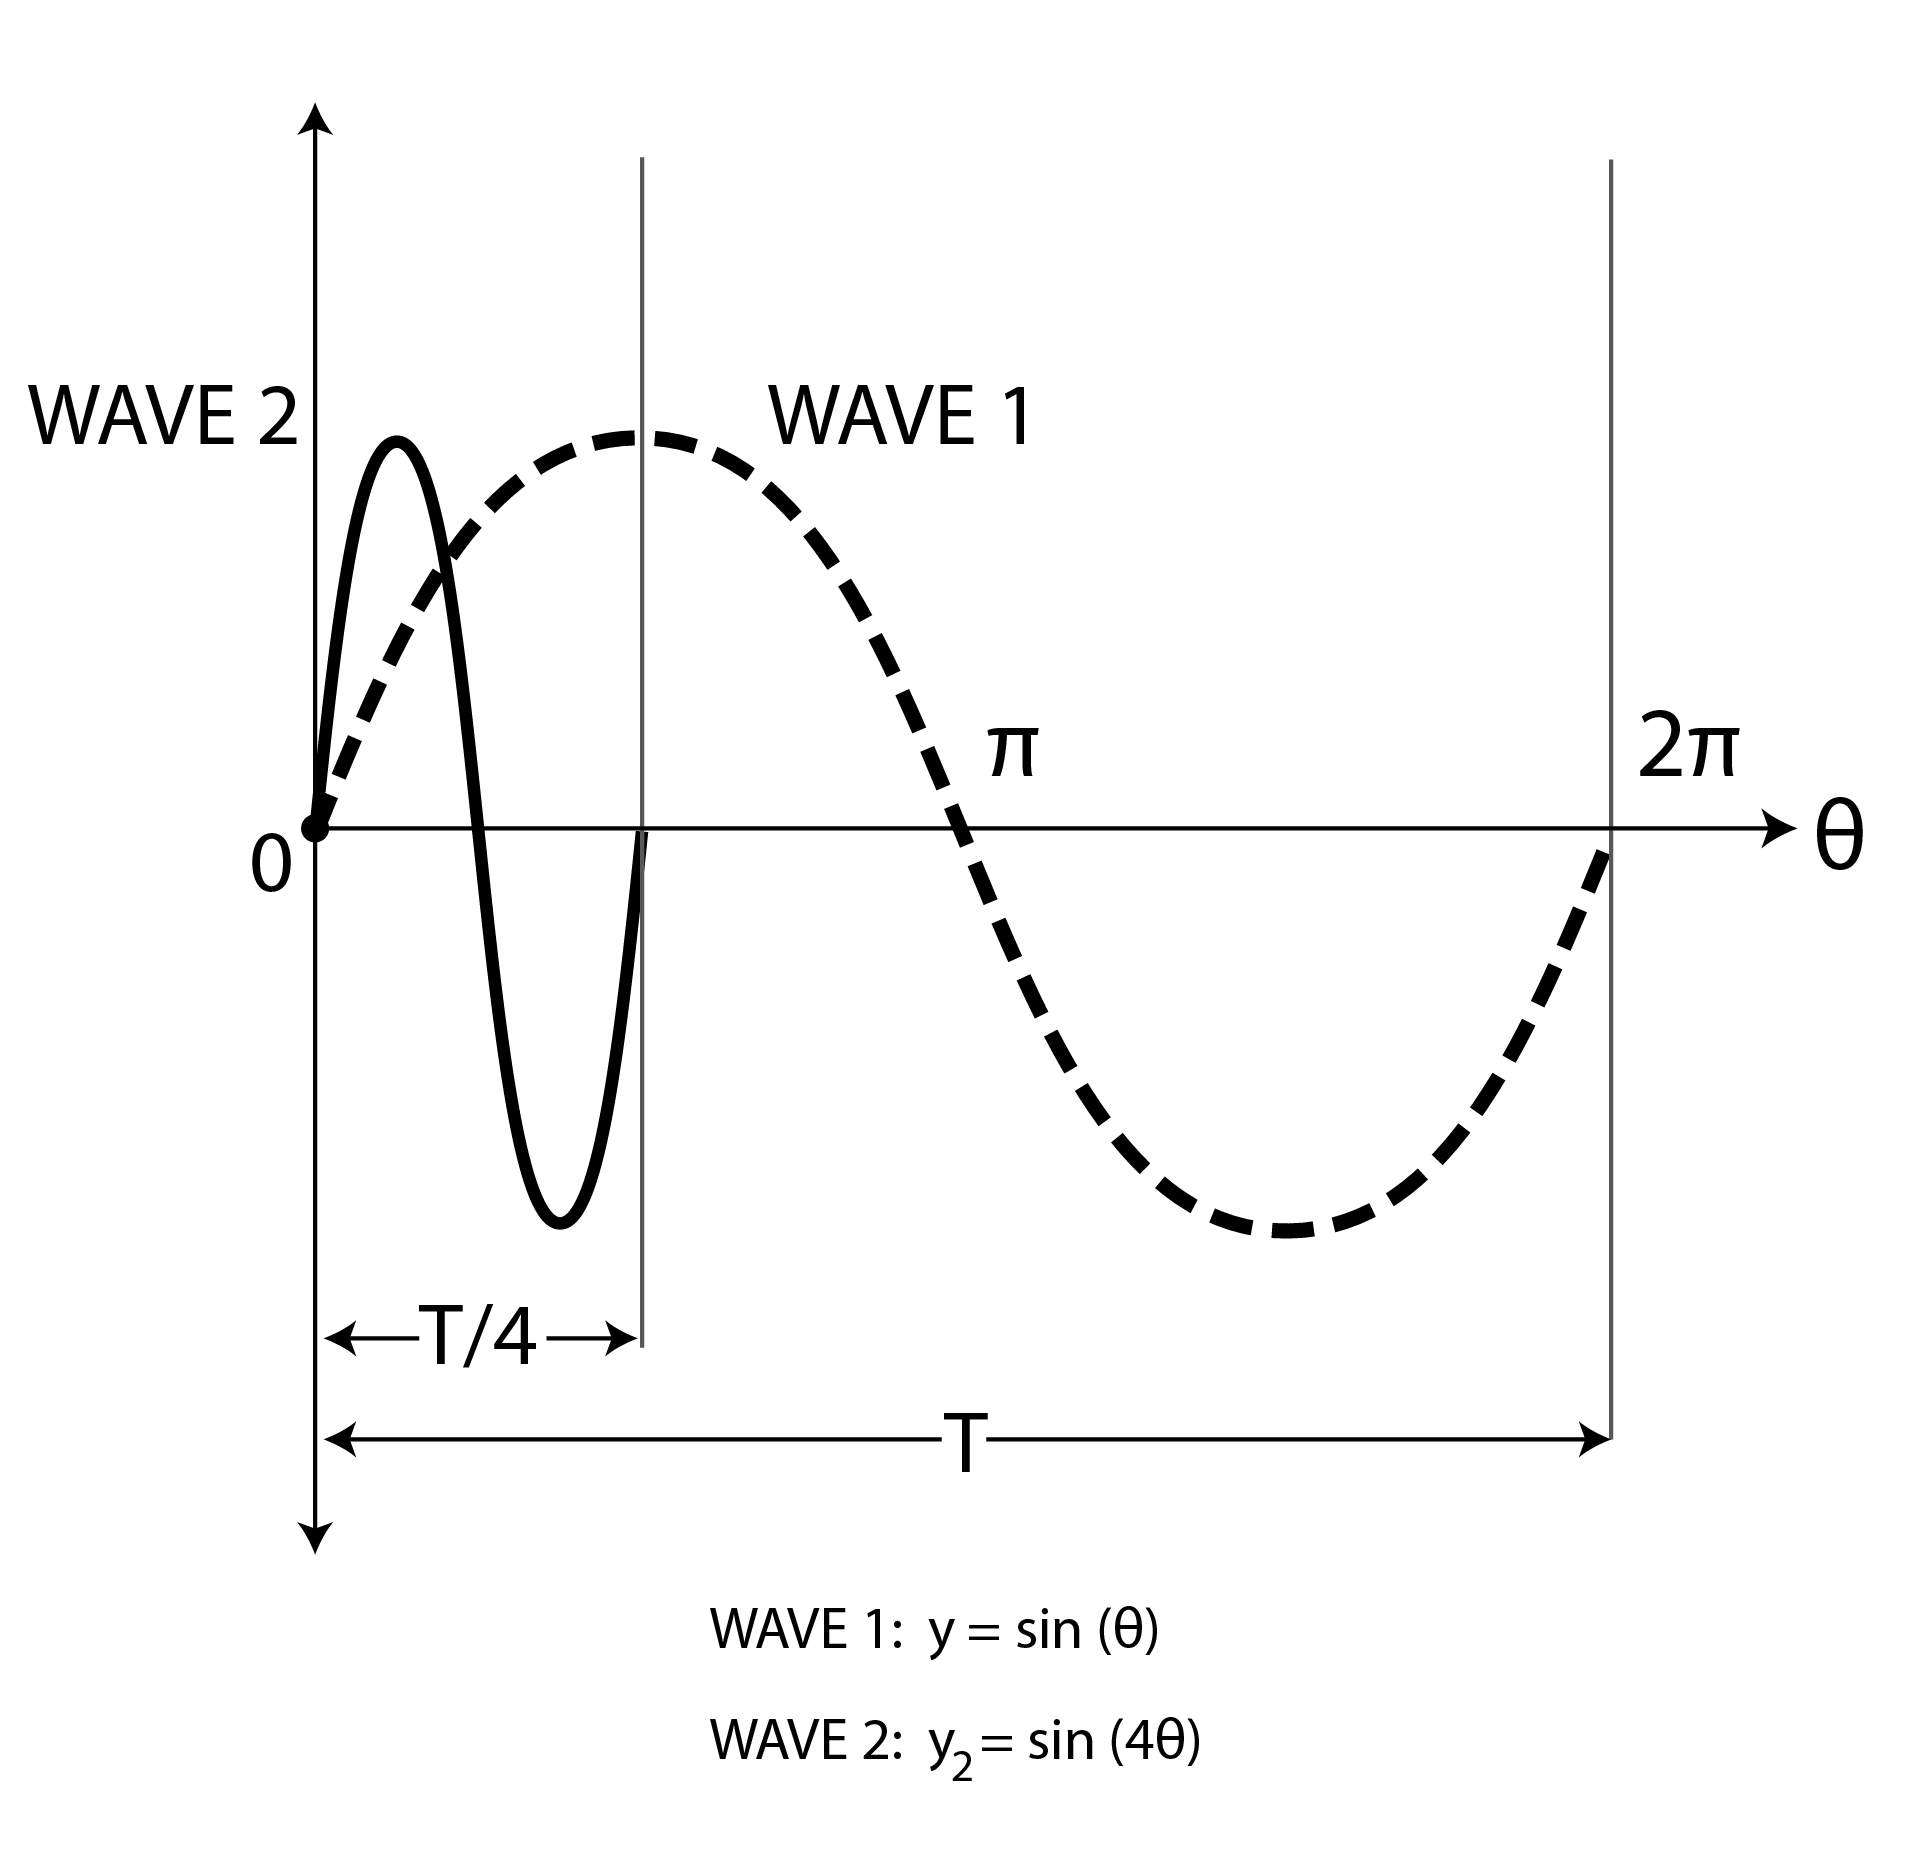 WAVE 2
WAVE 1
π
2π
0
θ
T/4
T
WAVE 1: y = sin (θ)
WAVE 2: y₂ = sin (4θ)